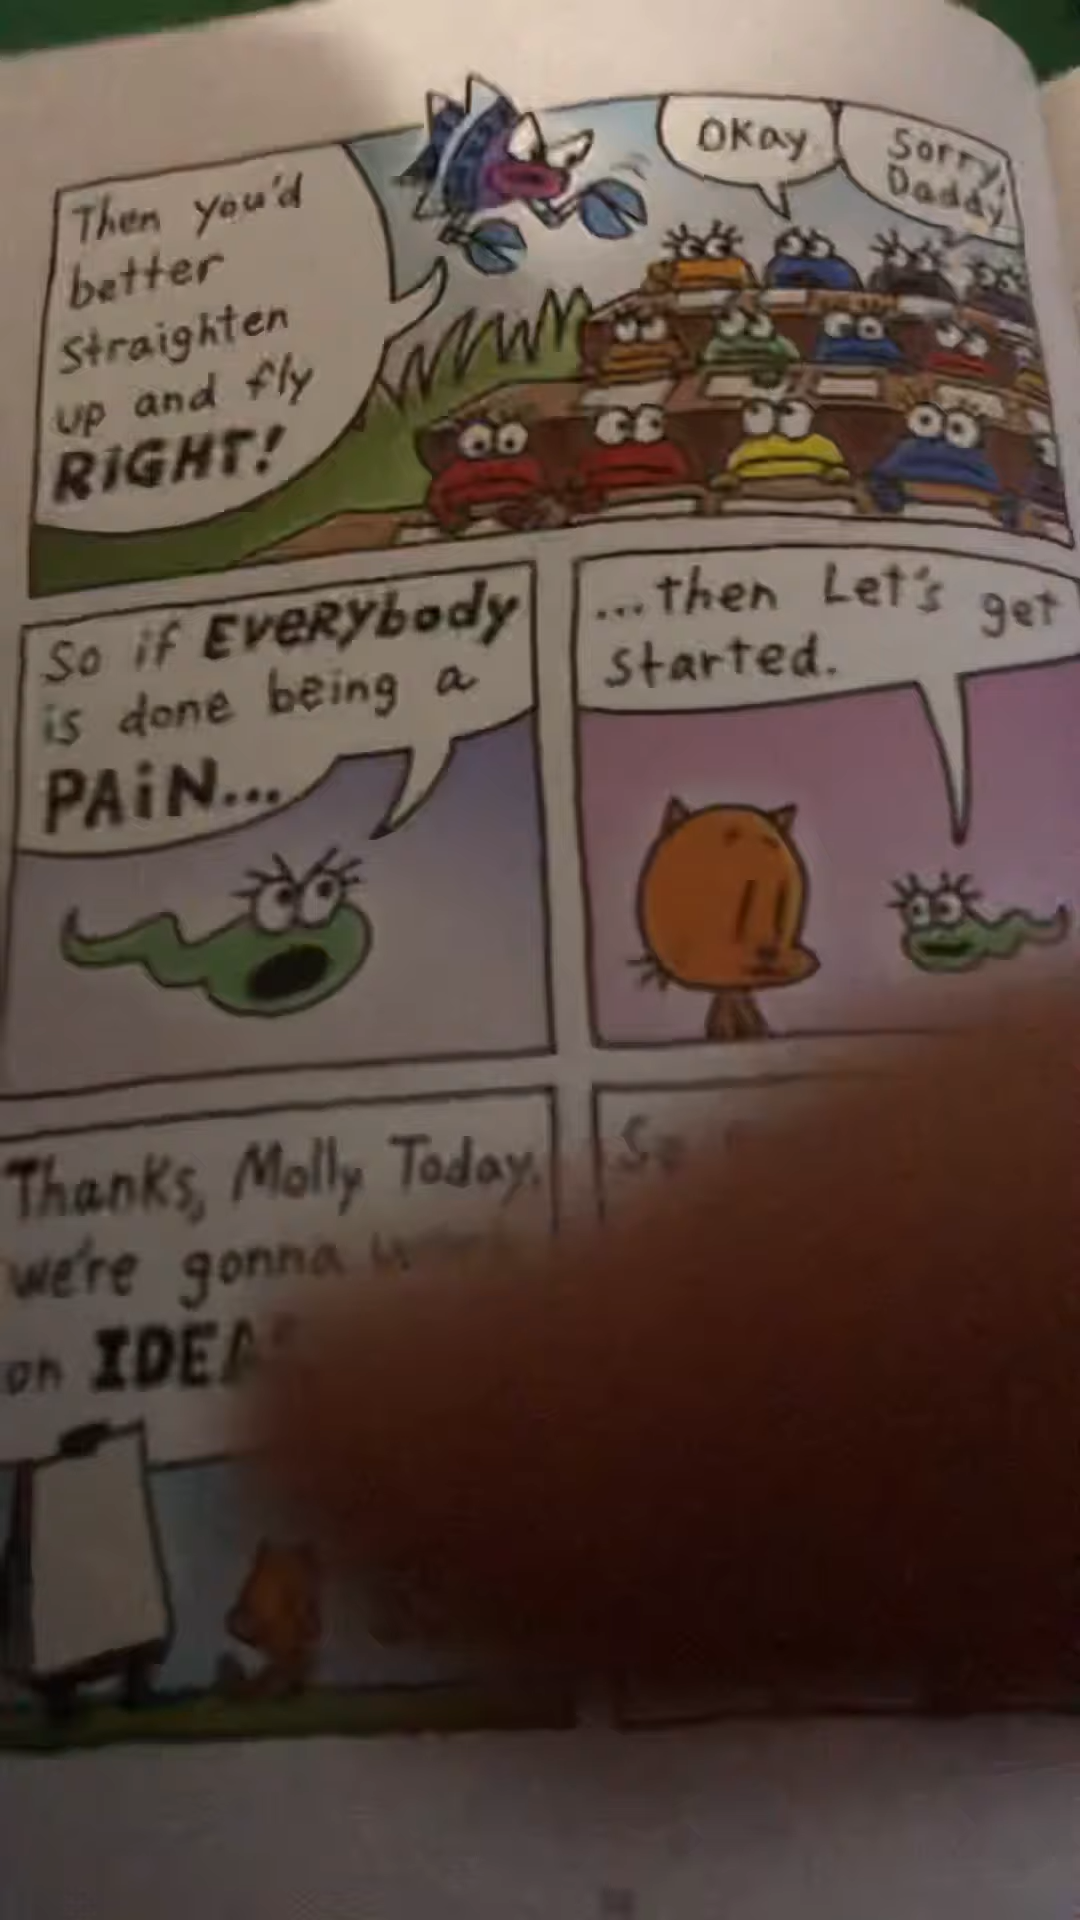 Then you'd
better
straighten
up and fly
RIGHT!
Okay.
Sorry,
Daddy
So if EVERYbody
is done being a
PAIN...
...then Let's get
started.
Thanks, Molly Today,
we're gonna
on
So